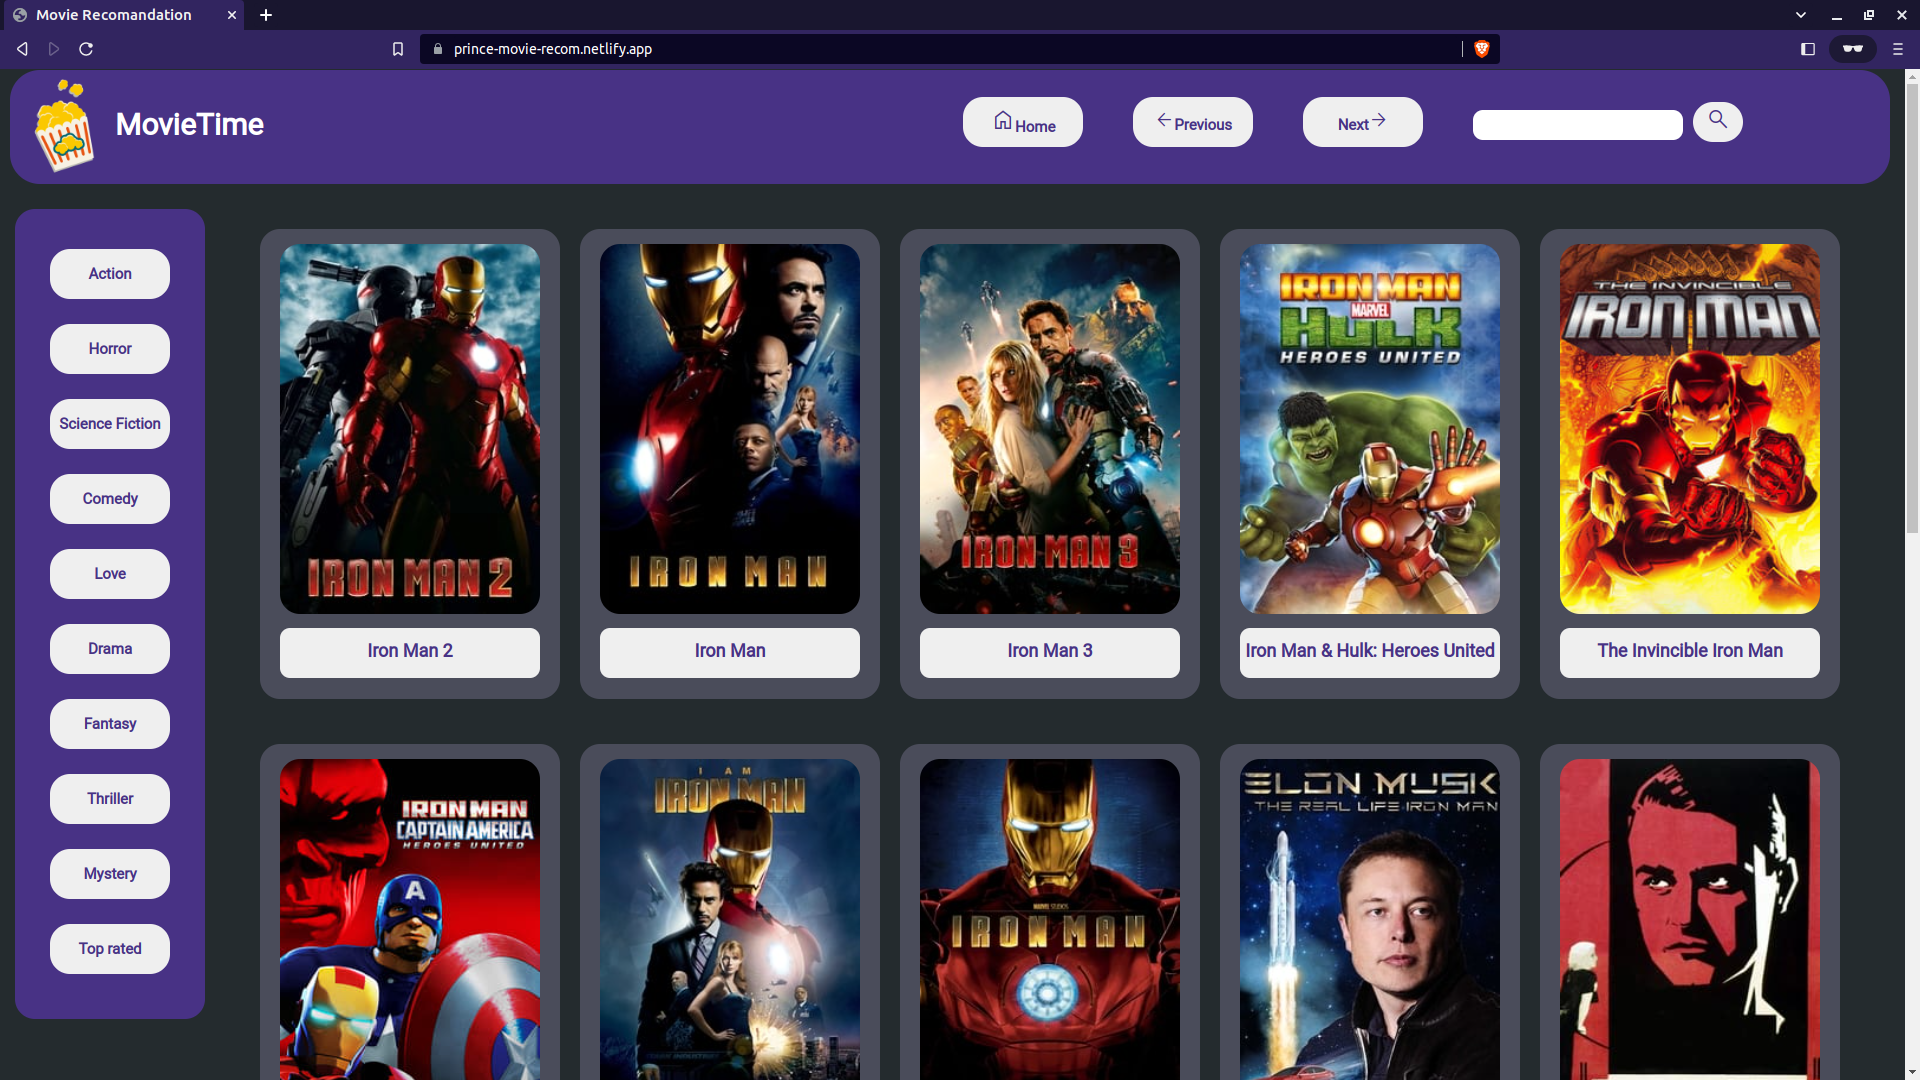 Movie Recomandation
prince-movie-recom.netlify.app
MovieTime
Home
Previous
Next
Action
Horror
Science Fiction
Comedy
Love
Drama
Fantasy
Thriller
Mystery
Top rated
IRON MAN 2
IRON MAN
IRON MAN 3
IRON MAN
MARVEL
HULK
HEROES UNITED
THE INVINCIBLE
IRON MAN
Iron Man 2
Iron Man
Iron Man 3
Iron Man & Hulk: Heroes United
The Invincible Iron Man
IRON MAN
CAPTAIN AMERICA
HEROES UNITED
A
I AM
IRON MAN
MARVEL STUDIOS
IRON MAN
ELON MUSK
THE REAL LIFE IRON MAN